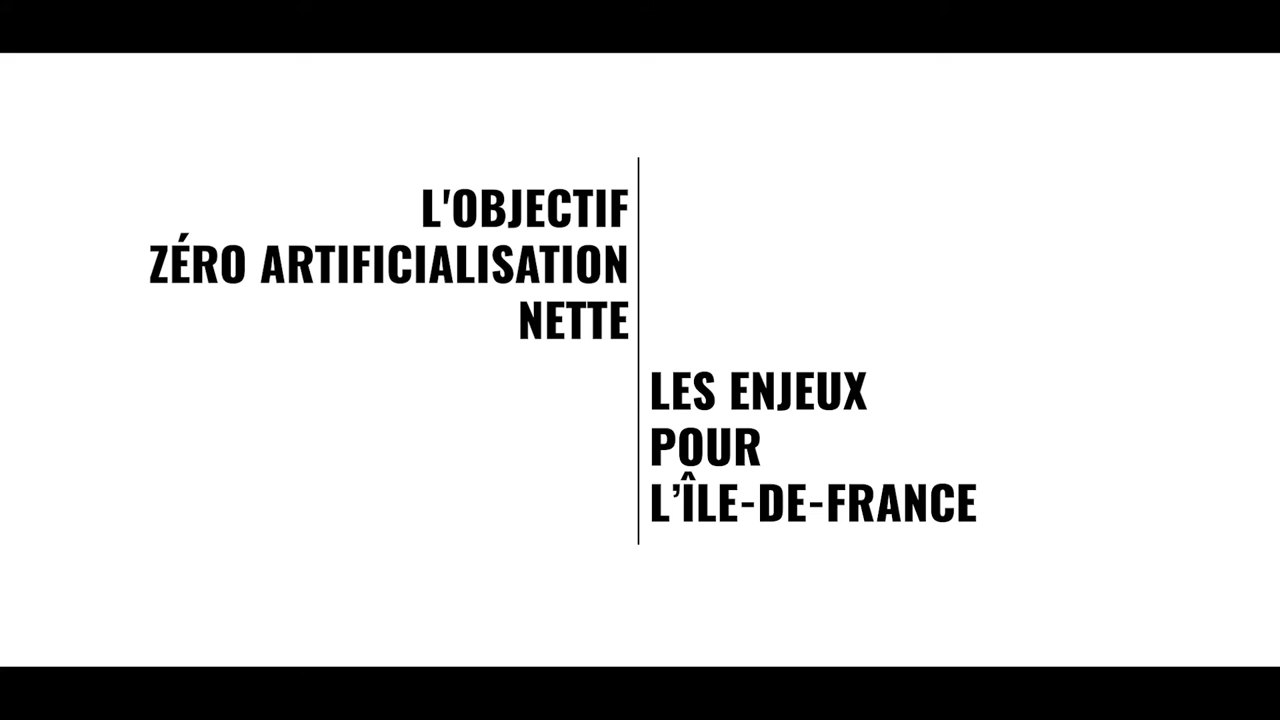 L'OBJECTIF
ZÉRO ARTIFICIALISATION
NETTE
LES ENJEUX
POUR
L’ÎLE-DE-FRANCE